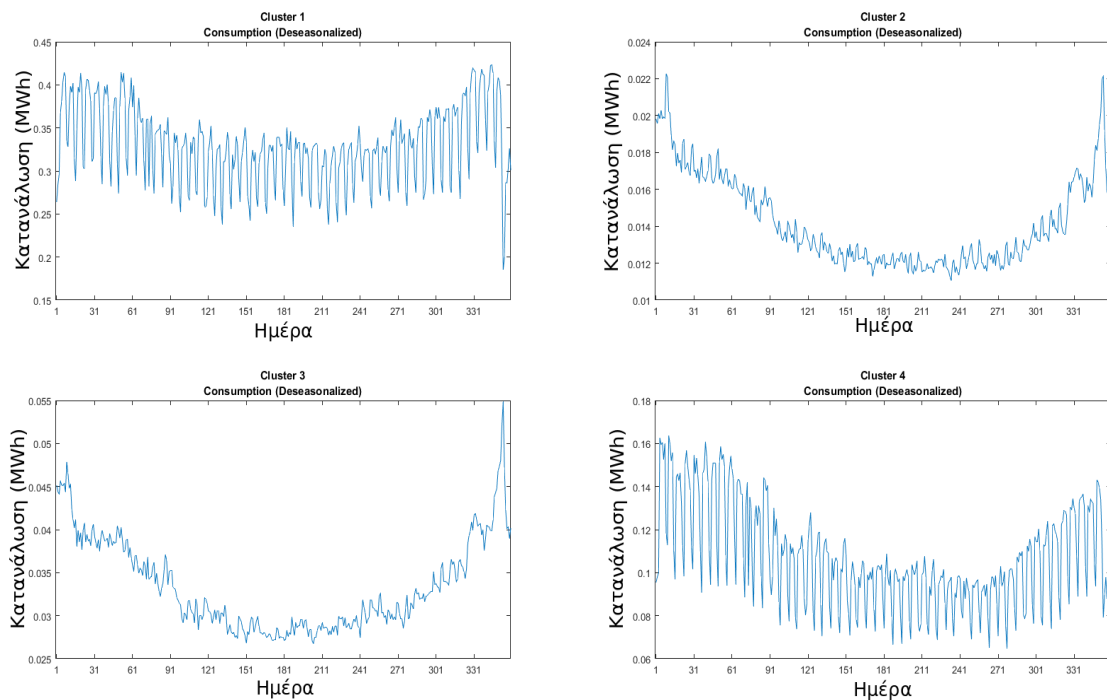 Cluster 1
Consumption (Deseasonalized)
Κατανάλωση (MWh)
0.45
0.4
0.35
0.3
0.25
0.2
0.15
1 31 61 91 121 151 181 211 241 271 301 331
Ημέρα
Cluster 2
Consumption (Deseasonalized)
Κατανάλωση (MWh)
0.024
0.022
0.02
0.018
0.016
0.014
0.012
0.01
1 31 61 91 121 151 181 211 241 271 301 331
Ημέρα
Cluster 3
Consumption (Deseasonalized)
Κατανάλωση (MWh)
0.055
0.05
0.045
0.04
0.035
0.03
0.025
1 31 61 91 121 151 181 211 241 271 301 331
Ημέρα
Cluster 4
Consumption (Deseasonalized)
Κατανάλωση (MWh)
0.18
0.16
0.14
0.12
0.1
0.08
0.06
1 31 61 91 121 151 181 211 241 271 301 331
Ημέρα